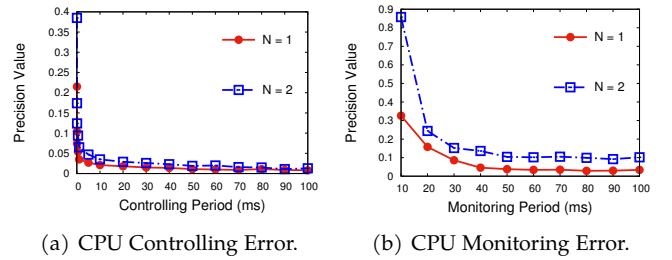 Precision Value
0.4
0.35
0.3
0.25
0.2
0.15
0.1
0.05
0
N = 1
N = 2
0 10 20 30 40 50 60 70 80 90 100
Controlling Period (ms)
(a) CPU Controlling Error.
Precision Value
0.9
0.8
0.7
0.6
0.5
0.4
0.3
0.2
0.1
0
N = 1
N = 2
10 20 30 40 50 60 70 80 90 100
Monitoring Period (ms)
(b) CPU Monitoring Error.